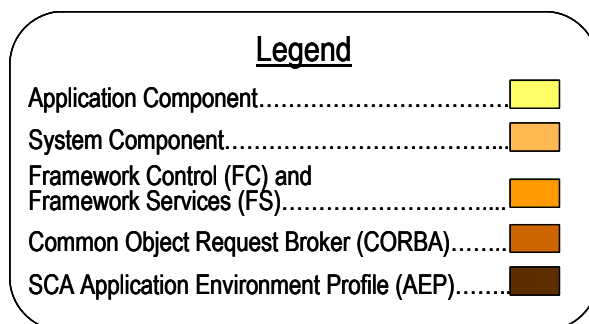 Legend
Application Component………………………………
System Component…………………………………...
Framework Control (FC) and
Framework Services (FS)…………………………...
Common Object Request Broker (CORBA)……...
SCA Application Environment Profile (AEP)…….